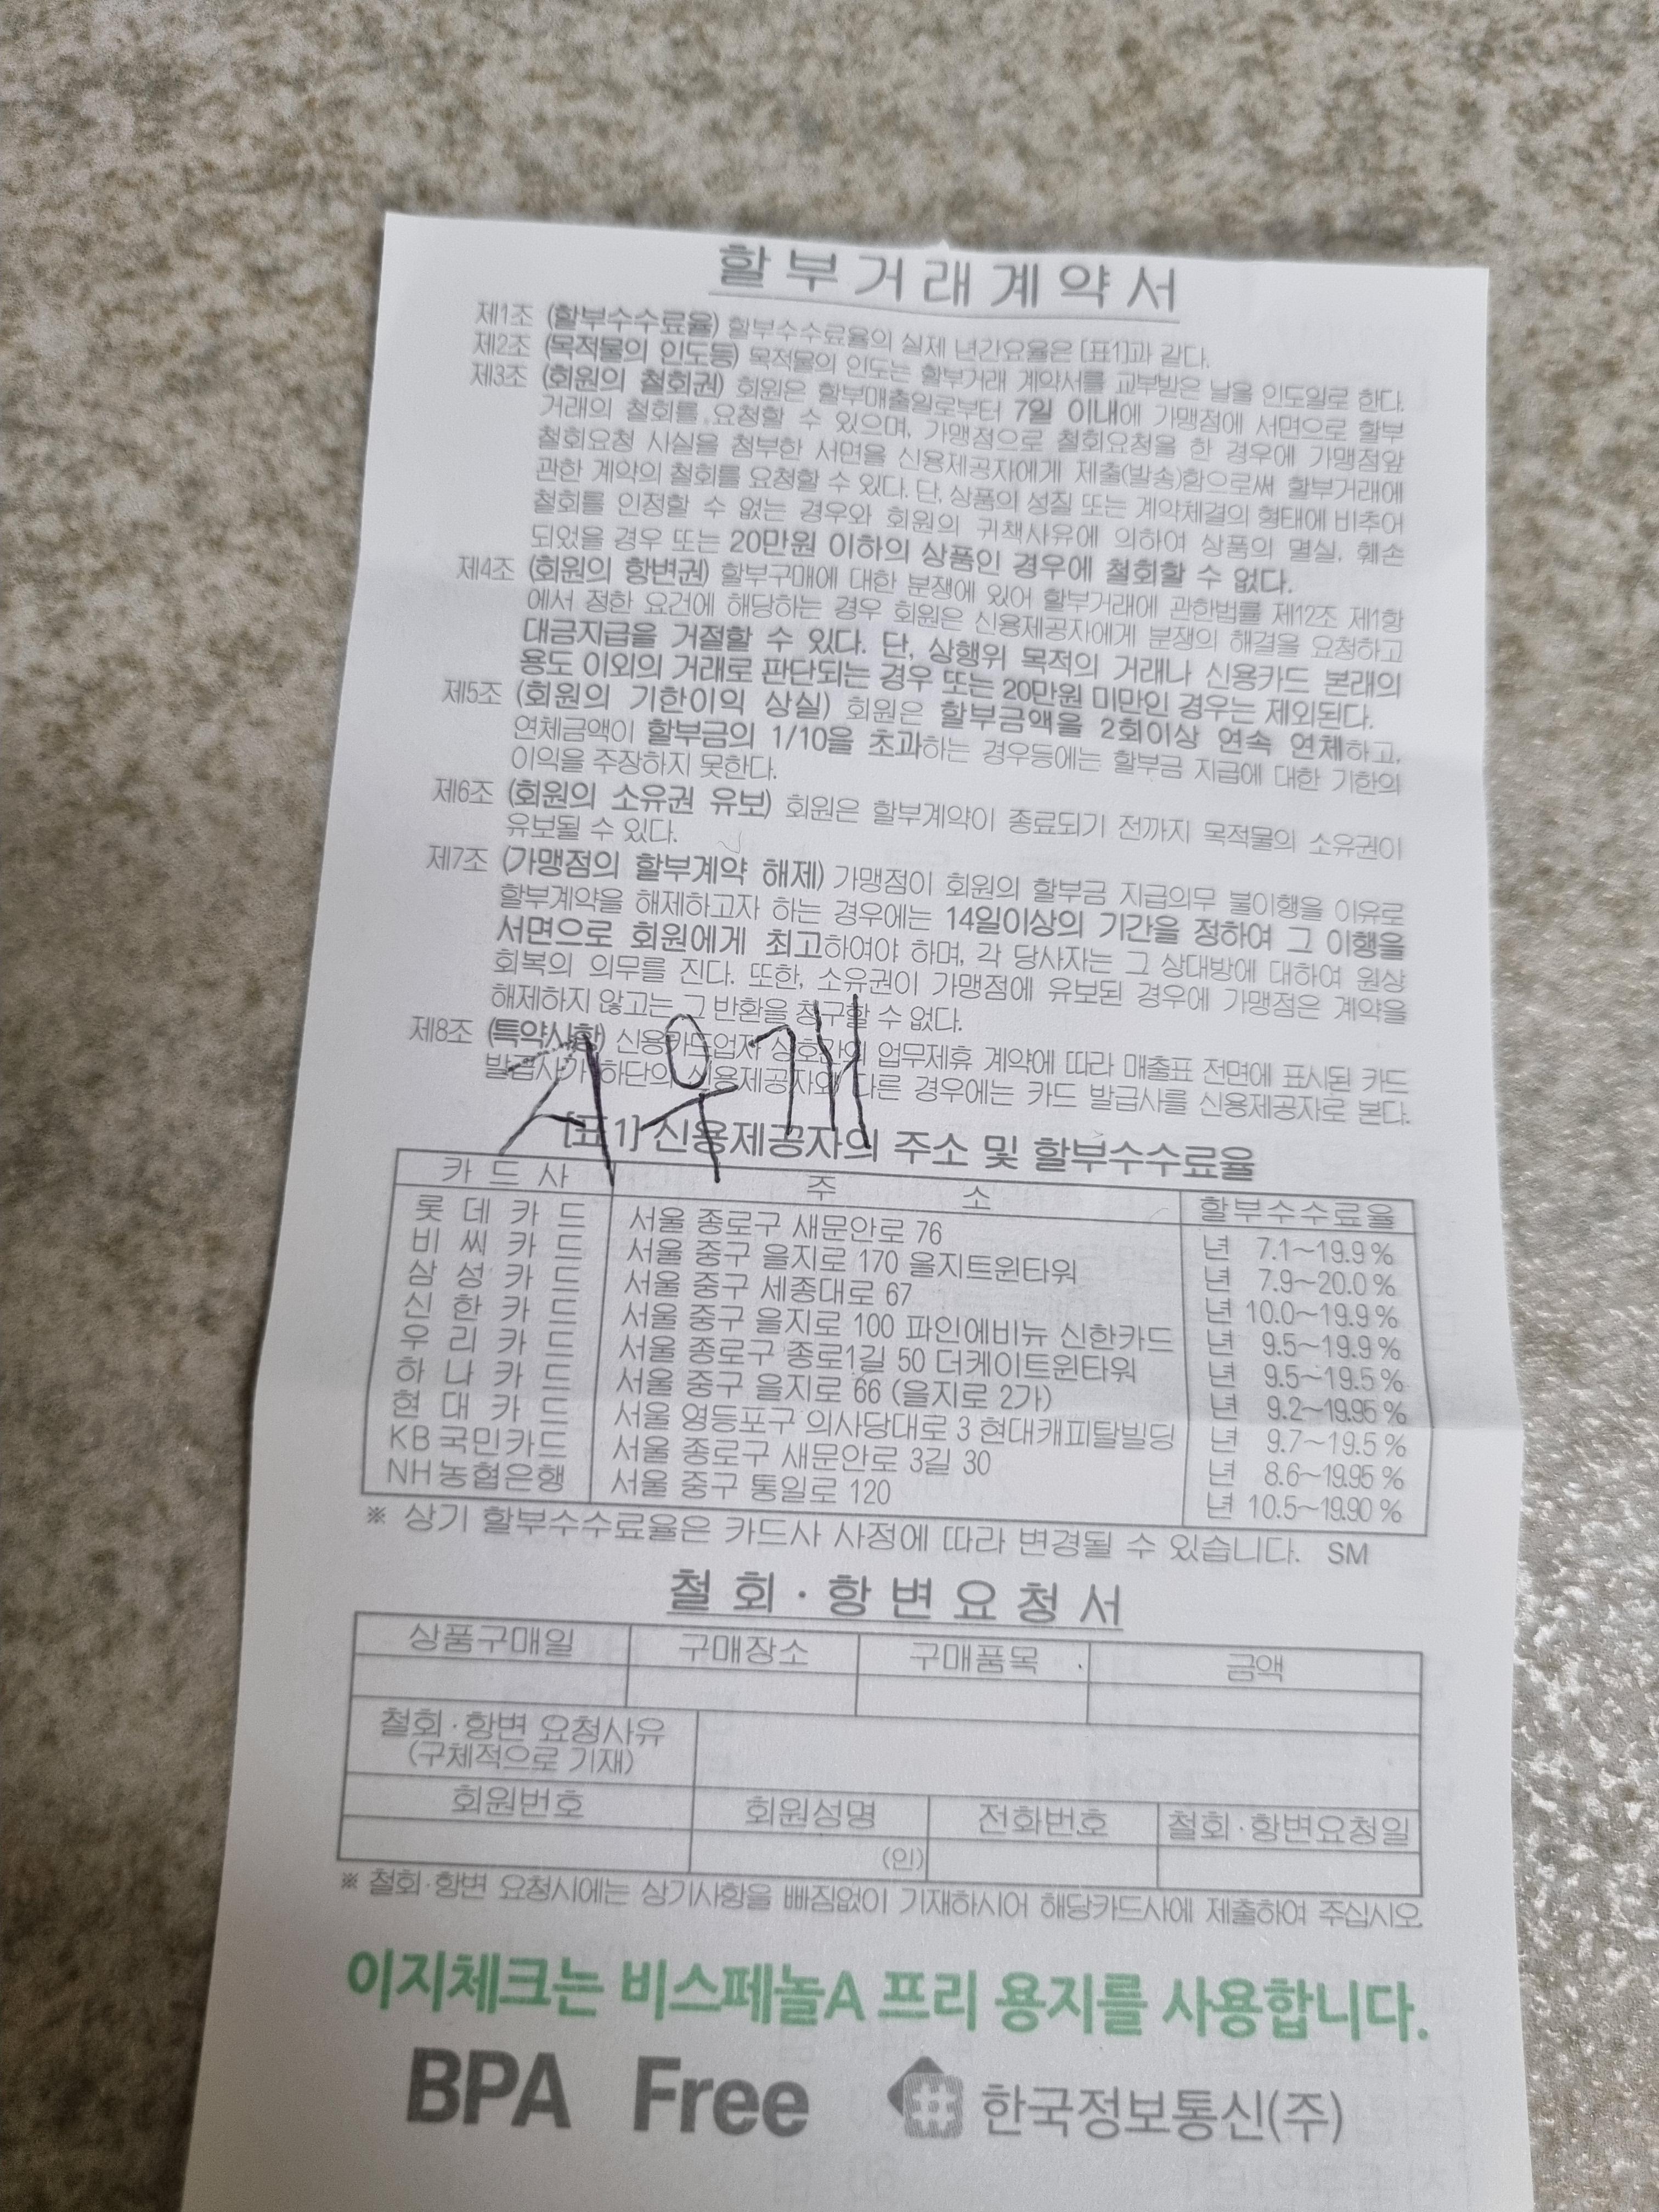 할부거래계약서
제1조 (할부수수료율) 할부수수료율의 실제 년간요율은 [표1]과 같다.
제2조 (목적물의 인도등) 목적물의 인도는 할부거래 계약서를 교부받은 날을 인도일로 한다.
제3조 (회원의 철회권) 회원은 할부매출일로부터 7일 이내에 가맹점에 서면으로 할부
거래의 철회를 요청할 수 있으며, 가맹점으로 철회요청을 한 경우에 가맹점앞
철회요청 사실을 첨부한 서면을 신용제공자에게 제출(발송)함으로써 할부거래에
관한 계약의 철회를 요청할 수 있다. 단, 상품의 성질 또는 계약체결의 형태에 비추어
철회를 인정할 수 없는 경우와 회원의 귀책사유에 의하여 상품의 멸실, 훼손
되었을 경우 또는 20만원 이하의 상품인 경우에 철회할 수 없다.
제4조 (회원의 항변권) 할부구매에 대한 분쟁에 있어 할부거래에 관한법률 제12조 제1항
에서 정한 요건에 해당하는 경우 회원은 신용제공자에게 분쟁의 해결을 요청하고
대금지급을 거절할 수 있다. 단, 상행위 목적의 거래나 신용카드 본래의
용도 이외의 거래로 판단되는 경우 또는 20만원 미만인 경우는 제외된다.
제5조 (회원의 기한이익 상실) 회원은 할부금액을 2회이상 연속 연체하고,
연체금액이 할부금의 1/10을 초과하는 경우등에는 할부금 지급에 대한 기한의
이익을 주장하지 못한다.
제6조 (회원의 소유권 유보) 회원은 할부계약이 종료되기 전까지 목적물의 소유권이
유보될 수 있다.
제7조 (가맹점의 할부계약 해제) 가맹점이 회원의 할부금 지급의무 불이행을 이유로
할부계약을 해제하고자 하는 경우에는 14일이상의 기간을 정하여 그 이행을
서면으로 회원에게 최고하여야 하며, 각 당사자는 그 상대방에 대하여 원상
회복의 의무를 진다. 또한, 소유권이 가맹점에 유보된 경우에 가맹점은 계약을
해제하지 않고는 그 반환을 청구할 수 없다.
제8조 (특약사항) 신용카드업자 상호간의 업무제휴 계약에 따라 매출표 전면에 표시된 카드
발급사가 하단의 신용제공자와 다른 경우에는 카드 발급사를 신용제공자로 본다.
[표1] 신용제공자의 주소 및 할부수수료율
카드사 주소 할부수수료율
롯데카드 서울 종로구 새문안로 76 년 7.1~19.9%
비씨카드 서울 중구 을지로 170 을지트윈타워 년 7.9~20.0%
삼성카드 서울 중구 세종대로 67 년 10.0~19.9%
신한카드 서울 중구 을지로 100 파인에비뉴 신한카드 년 9.5~19.9%
우리카드 서울 종로구 종로1길 50 더케이트윈타워 년 9.5~19.5%
하나카드 서울 중구 을지로 66 (을지로 2가) 년 9.2~19.95%
현대카드 서울 영등포구 의사당대로 3 현대캐피탈빌딩 년 9.7~19.5%
KB국민카드 서울 종로구 새문안로 3길 30 년 8.6~19.95%
NH농협은행 서울 중구 통일로 120 년 10.5~19.90%
※ 상기 할부수수료율은 카드사 사정에 따라 변경될 수 있습니다. SM
철회·항변요청서
상품구매일 구매장소 구매품목 금액
철회·항변 요청사유
(구체적으로 기재)
회원번호 회원성명 전화번호 철회·항변요청일
(인)
※ 철회·항변 요청시에는 상기사항을 빠짐없이 기재하시어 해당카드사에 제출하여 주십시오.
이지체크는 비스페놀A 프리 용지를 사용합니다.
BPA Free 한국정보통신(주)